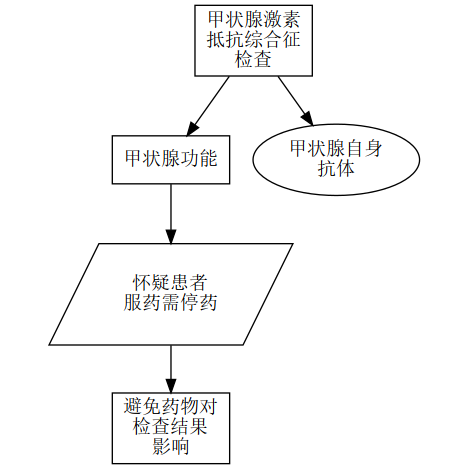 甲状腺激素
抵抗综合征
检查
甲状腺功能
甲状腺自身
抗体
怀疑患者
服药需停药
避免药物对
检查结果
影响